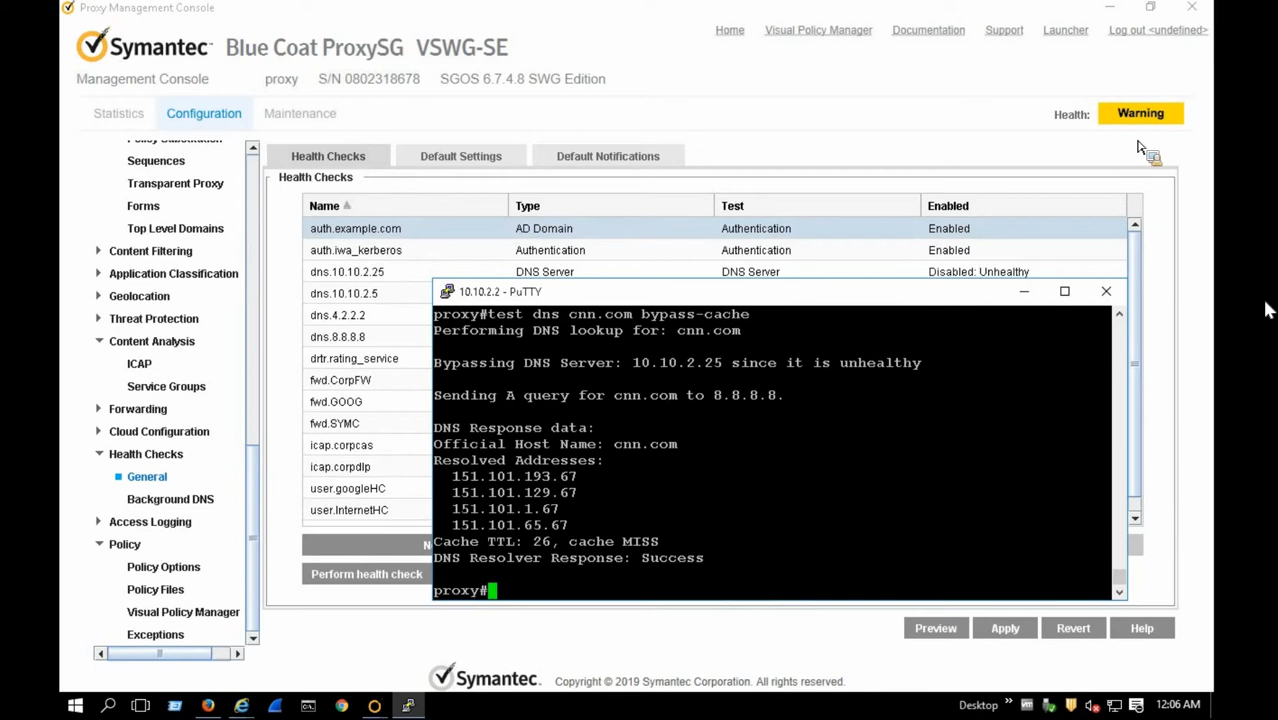 Proxy Management Console
Symantec™ Blue Coat ProxySG VSWG-SE
Home Visual Policy Manager Documentation Support Launcher Log out <undefined>
Management Console proxy S/N 0802318678 SGOS 6.7.4.8 SWG Edition
Statistics Configuration Maintenance Health: Warning
Sequences
Transparent Proxy
Forms
Top Level Domains
Content Filtering
Application Classification
Geolocation
Threat Protection
Content Analysis
ICAP
Service Groups
Forwarding
Cloud Configuration
Health Checks
General
Background DNS
Access Logging
Policy
Policy Options
Policy Files
Visual Policy Manager
Exceptions
Health Checks Default Settings Default Notifications
Health Checks
Name Type Test Enabled
auth.example.com AD Domain Authentication Enabled
auth.iwa_kerberos Authentication Authentication Enabled
dns.10.10.2.25 DNS Server DNS Server Disabled: Unhealthy
dns.10.10.2.5
dns.4.2.2.2
dns.8.8.8.8
drtr.rating_service
fwd.CorpFW
fwd.GOOG
fwd.SYMC
icap.corpcas
icap.corpdlp
user.googleHC
user.InternetHC
Perform health check
10.10.2.2 - PuTTY
proxy#test dns cnn.com bypass-cache
Performing DNS lookup for: cnn.com
Bypassing DNS Server: 10.10.2.25 since it is unhealthy
Sending A query for cnn.com to 8.8.8.8.
DNS Response data:
Official Host Name: cnn.com
Resolved Addresses:
151.101.193.67
151.101.129.67
151.101.1.67
151.101.65.67
Cache TTL: 26, cache MISS
DNS Resolver Response: Success
proxy#
Preview Apply Revert Help
Symantec. Copyright © 2019 Symantec Corporation. All rights reserved.
Desktop 12:06 AM